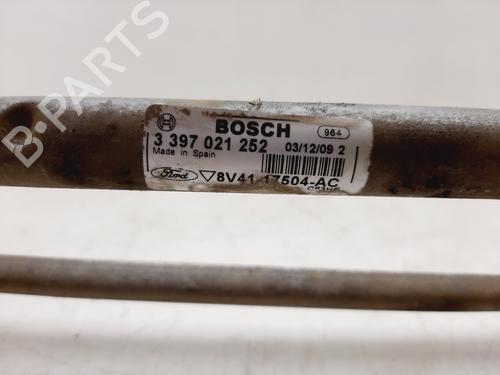 B-PARTS
BOSCH
964
3 397 021 252
03/12/09 2
Made in Spain
Ford
8V41-17504-AC